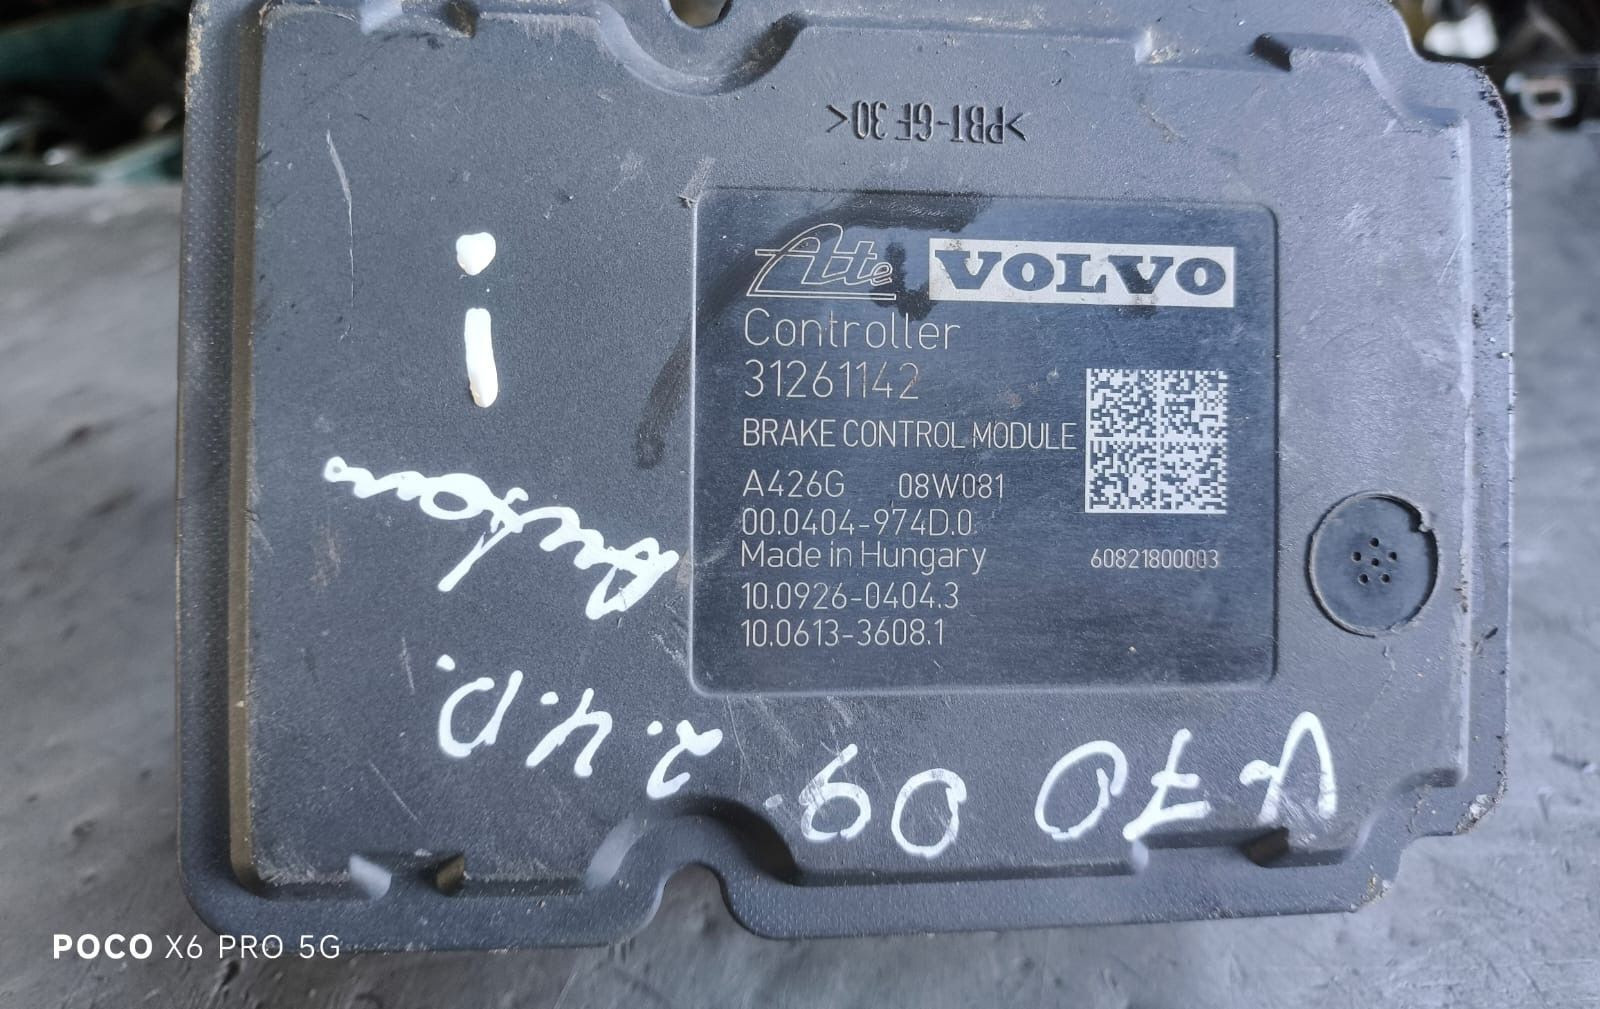 >PBT-GF 30<
Ate VOLVO
Controller
31261142
BRAKE CONTROL MODULE
A426G 08W081
00.0404-974D.0
Made in Hungary 60821800003
10.0926-0404.3
10.0613-3608.1
V70 09. 2.4.D.
POCO X6 PRO 5G